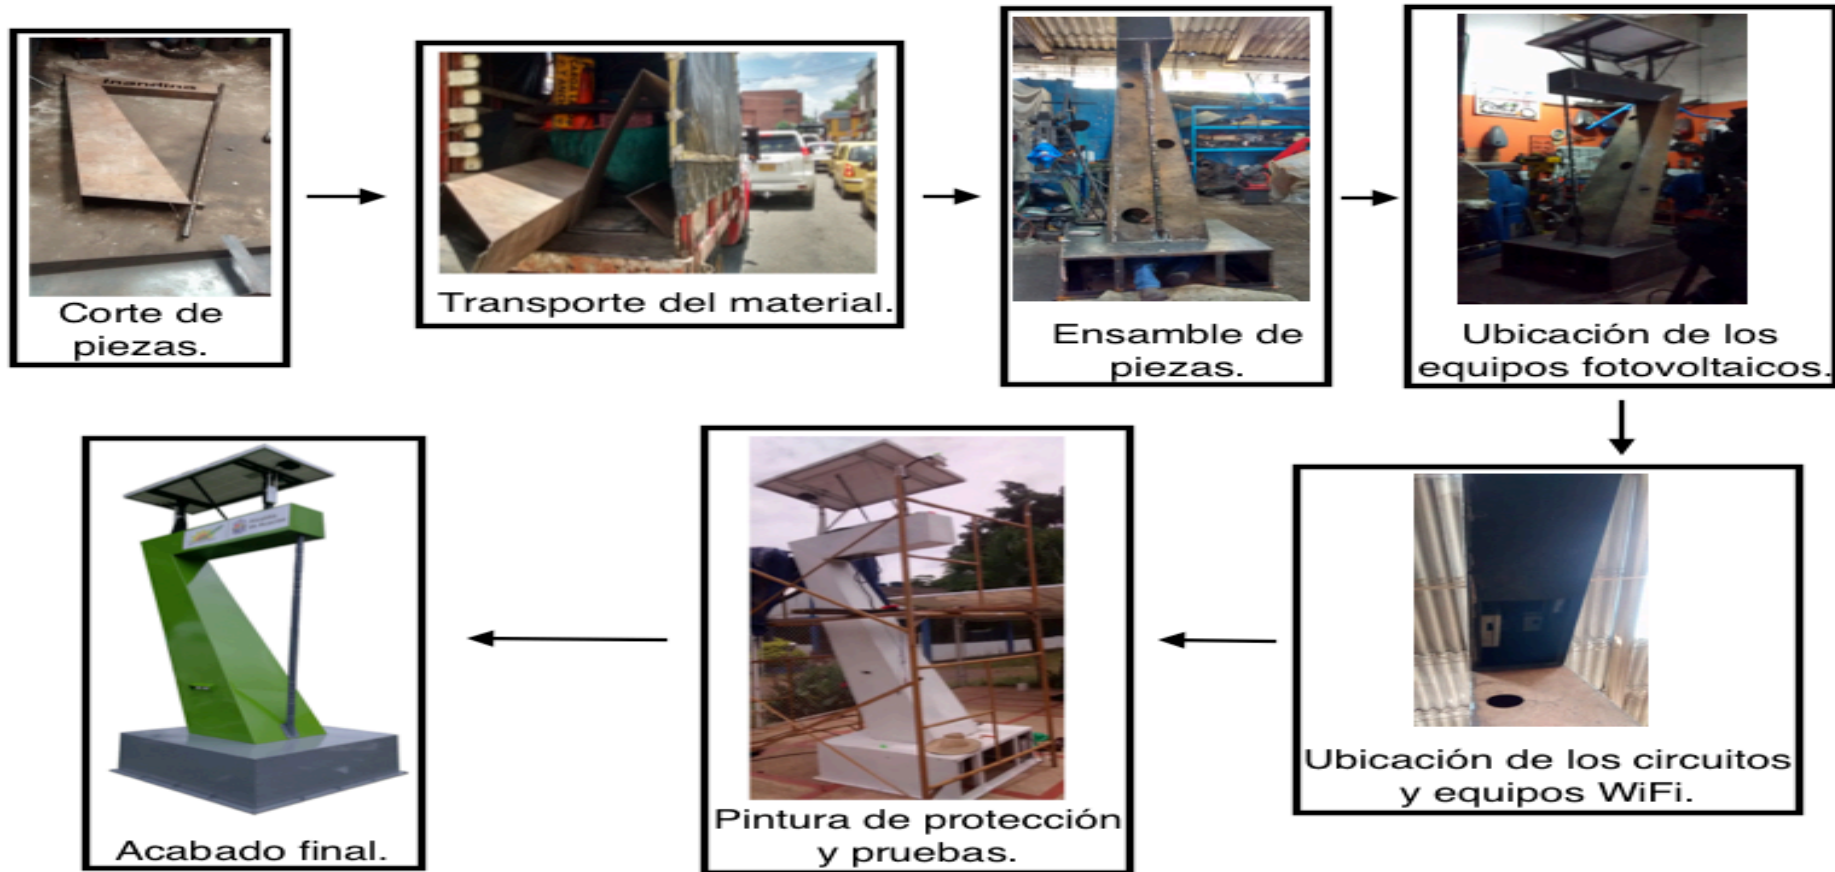 Corte de
piezas.
Transporte del material.
Ensamble de
piezas.
Ubicación de los
equipos fotovoltaicos.
Ubicación de los circuitos
y equipos WiFi.
Pintura de protección
y pruebas.
Acabado final.